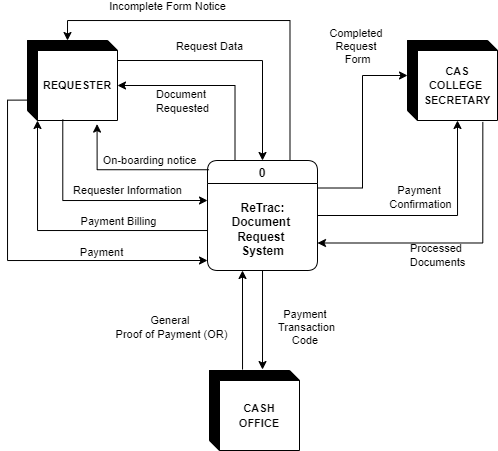 Incomplete Form Notice
Request Data
Completed
Request
Form
REQUESTER
Document
Requested
CAS
COLLEGE
SECRETARY
On-boarding notice
0
Requester Information
Payment
Confirmation
ReTrac:
Document
Request
System
Payment Billing
Payment
Processed
Documents
General
Proof of Payment (OR)
Payment
Transaction
Code
CASH
OFFICE